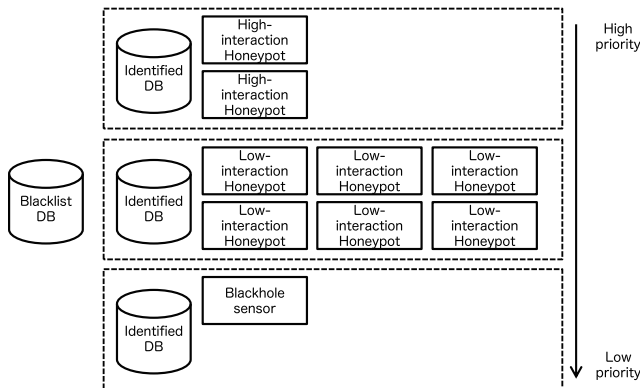 High-
interaction
Honeypot
High
priority
Identified
DB
High-
interaction
Honeypot
Low-
interaction
Honeypot
Low-
interaction
Honeypot
Low-
interaction
Honeypot
Blacklist
DB
Identified
DB
Low-
interaction
Honeypot
Low-
interaction
Honeypot
Low-
interaction
Honeypot
Blackhole
sensor
Identified
DB
Low
priority